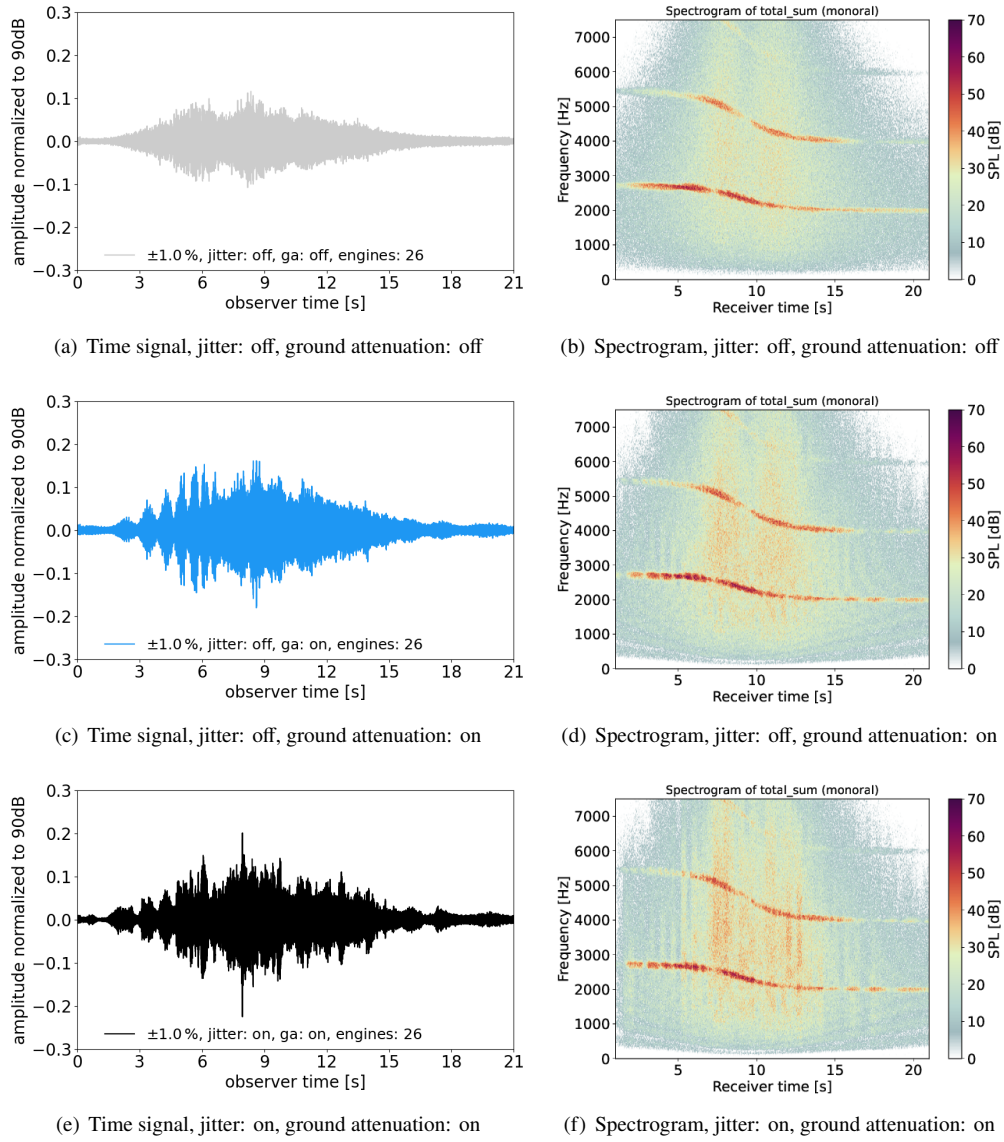 0.3
0.2
0.1
0.0
−0.1
−0.2
−0.3
amplitude normalized to 90dB
±1.0 %, jitter: off, ga: off, engines: 26
0 3 6 9 12 15 18 21
observer time [s]
(a) Time signal, jitter: off, ground attenuation: off
Spectrogram of total_sum (monoral)
7000
6000
5000
4000
3000
2000
1000
0
Frequency [Hz]
5 10 15 20
Receiver time [s]
70
60
50
40
30
20
10
0
SPL [dB]
(b) Spectrogram, jitter: off, ground attenuation: off
0.3
0.2
0.1
0.0
−0.1
−0.2
−0.3
amplitude normalized to 90dB
±1.0 %, jitter: off, ga: on, engines: 26
0 3 6 9 12 15 18 21
observer time [s]
(c) Time signal, jitter: off, ground attenuation: on
Spectrogram of total_sum (monoral)
7000
6000
5000
4000
3000
2000
1000
0
Frequency [Hz]
5 10 15 20
Receiver time [s]
70
60
50
40
30
20
10
0
SPL [dB]
(d) Spectrogram, jitter: off, ground attenuation: on
0.3
0.2
0.1
0.0
−0.1
−0.2
−0.3
amplitude normalized to 90dB
±1.0 %, jitter: on, ga: on, engines: 26
0 3 6 9 12 15 18 21
observer time [s]
(e) Time signal, jitter: on, ground attenuation: on
Spectrogram of total_sum (monoral)
7000
6000
5000
4000
3000
2000
1000
0
Frequency [Hz]
5 10 15 20
Receiver time [s]
70
60
50
40
30
20
10
0
SPL [dB]
(f) Spectrogram, jitter: on, ground attenuation: on